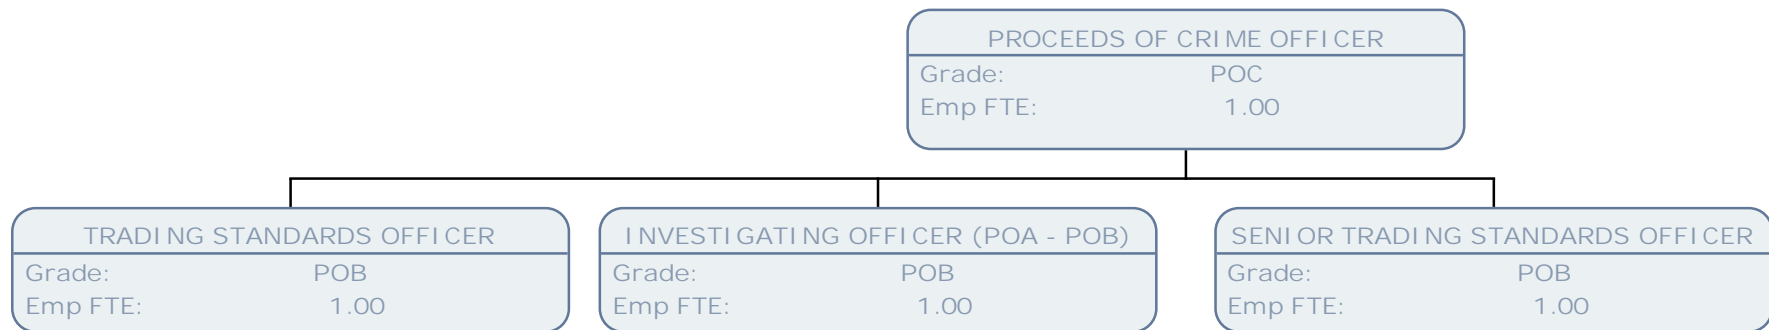 PROCEEDS OF CRIME OFFICER
Grade: POC
Emp FTE: 1.00
TRADING STANDARDS OFFICER
Grade: POB
Emp FTE: 1.00
INVESTIGATING OFFICER (POA - POB)
Grade: POB
Emp FTE: 1.00
SENIOR TRADING STANDARDS OFFICER
Grade: POB
Emp FTE: 1.00